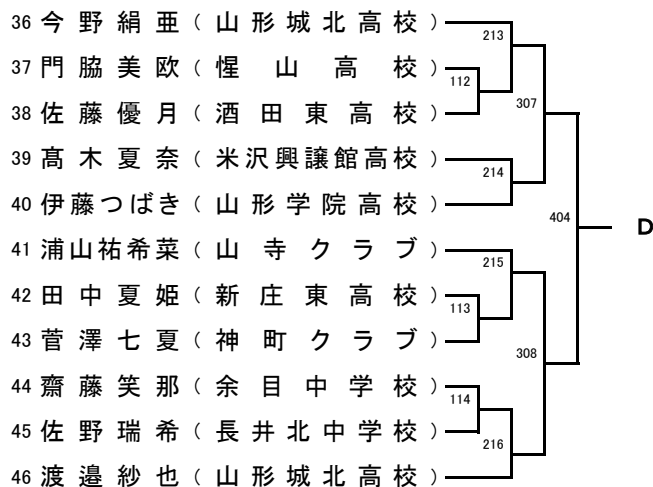 36 今野絹亜（山形城北高校）
213
37 門脇美欧（惺山高校）
112
38 佐藤優月（酒田東高校）
307
39 髙木夏奈（米沢興譲館高校）
214
40 伊藤つばき（山形学院高校）
404
D
41 浦山祐希菜（山寺クラブ）
215
42 田中夏姫（新庄東高校）
113
43 菅澤七夏（神町クラブ）
308
44 齋藤笑那（余目中学校）
114
45 佐野瑞希（長井北中学校）
216
46 渡邉紗也（山形城北高校）